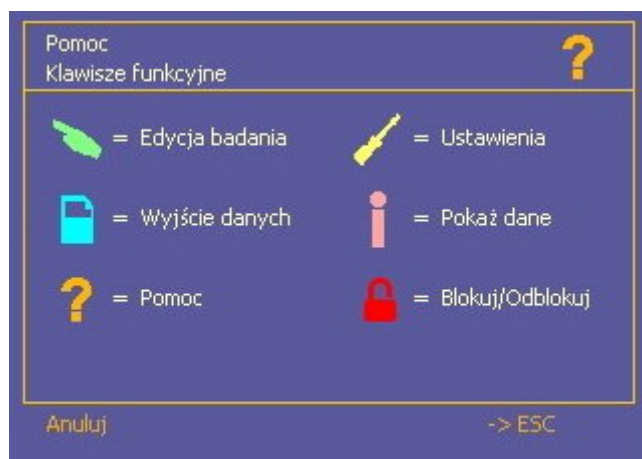 Pomoc
Klawisze funkcyjne
?
= Edycja badania
= Ustawienia
= Wyjście danych
= Pokaż dane
? = Pomoc
= Blokuj/Odblokuj
Anuluj
-> ESC